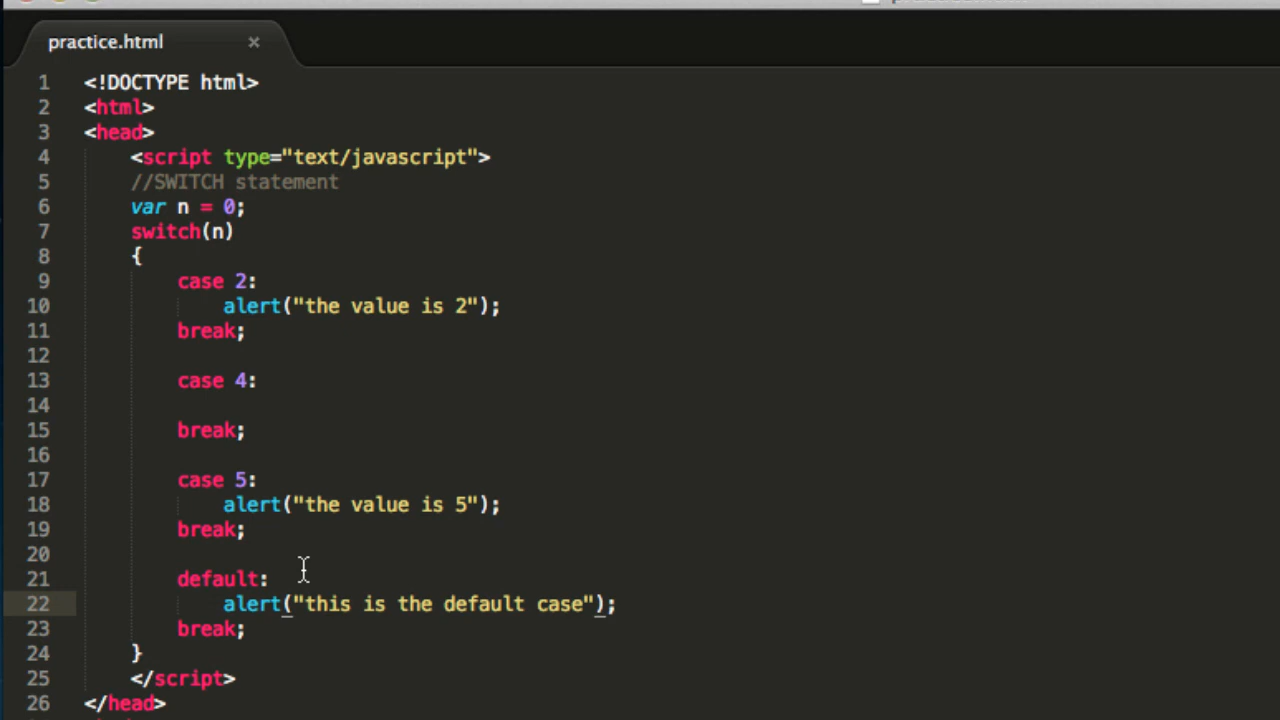 practice.html ×
1 <!DOCTYPE html>
2 <html>
3 <head>
4 <script type="text/javascript">
5 //SWITCH statement
6 var n = 0;
7 switch(n)
8 {
9 case 2:
10 alert("the value is 2");
11 break;
12
13 case 4:
14
15 break;
16
17 case 5:
18 alert("the value is 5");
19 break;
20
21 default:
22 alert("this is the default case");
23 break;
24 }
25 </script>
26 </head>